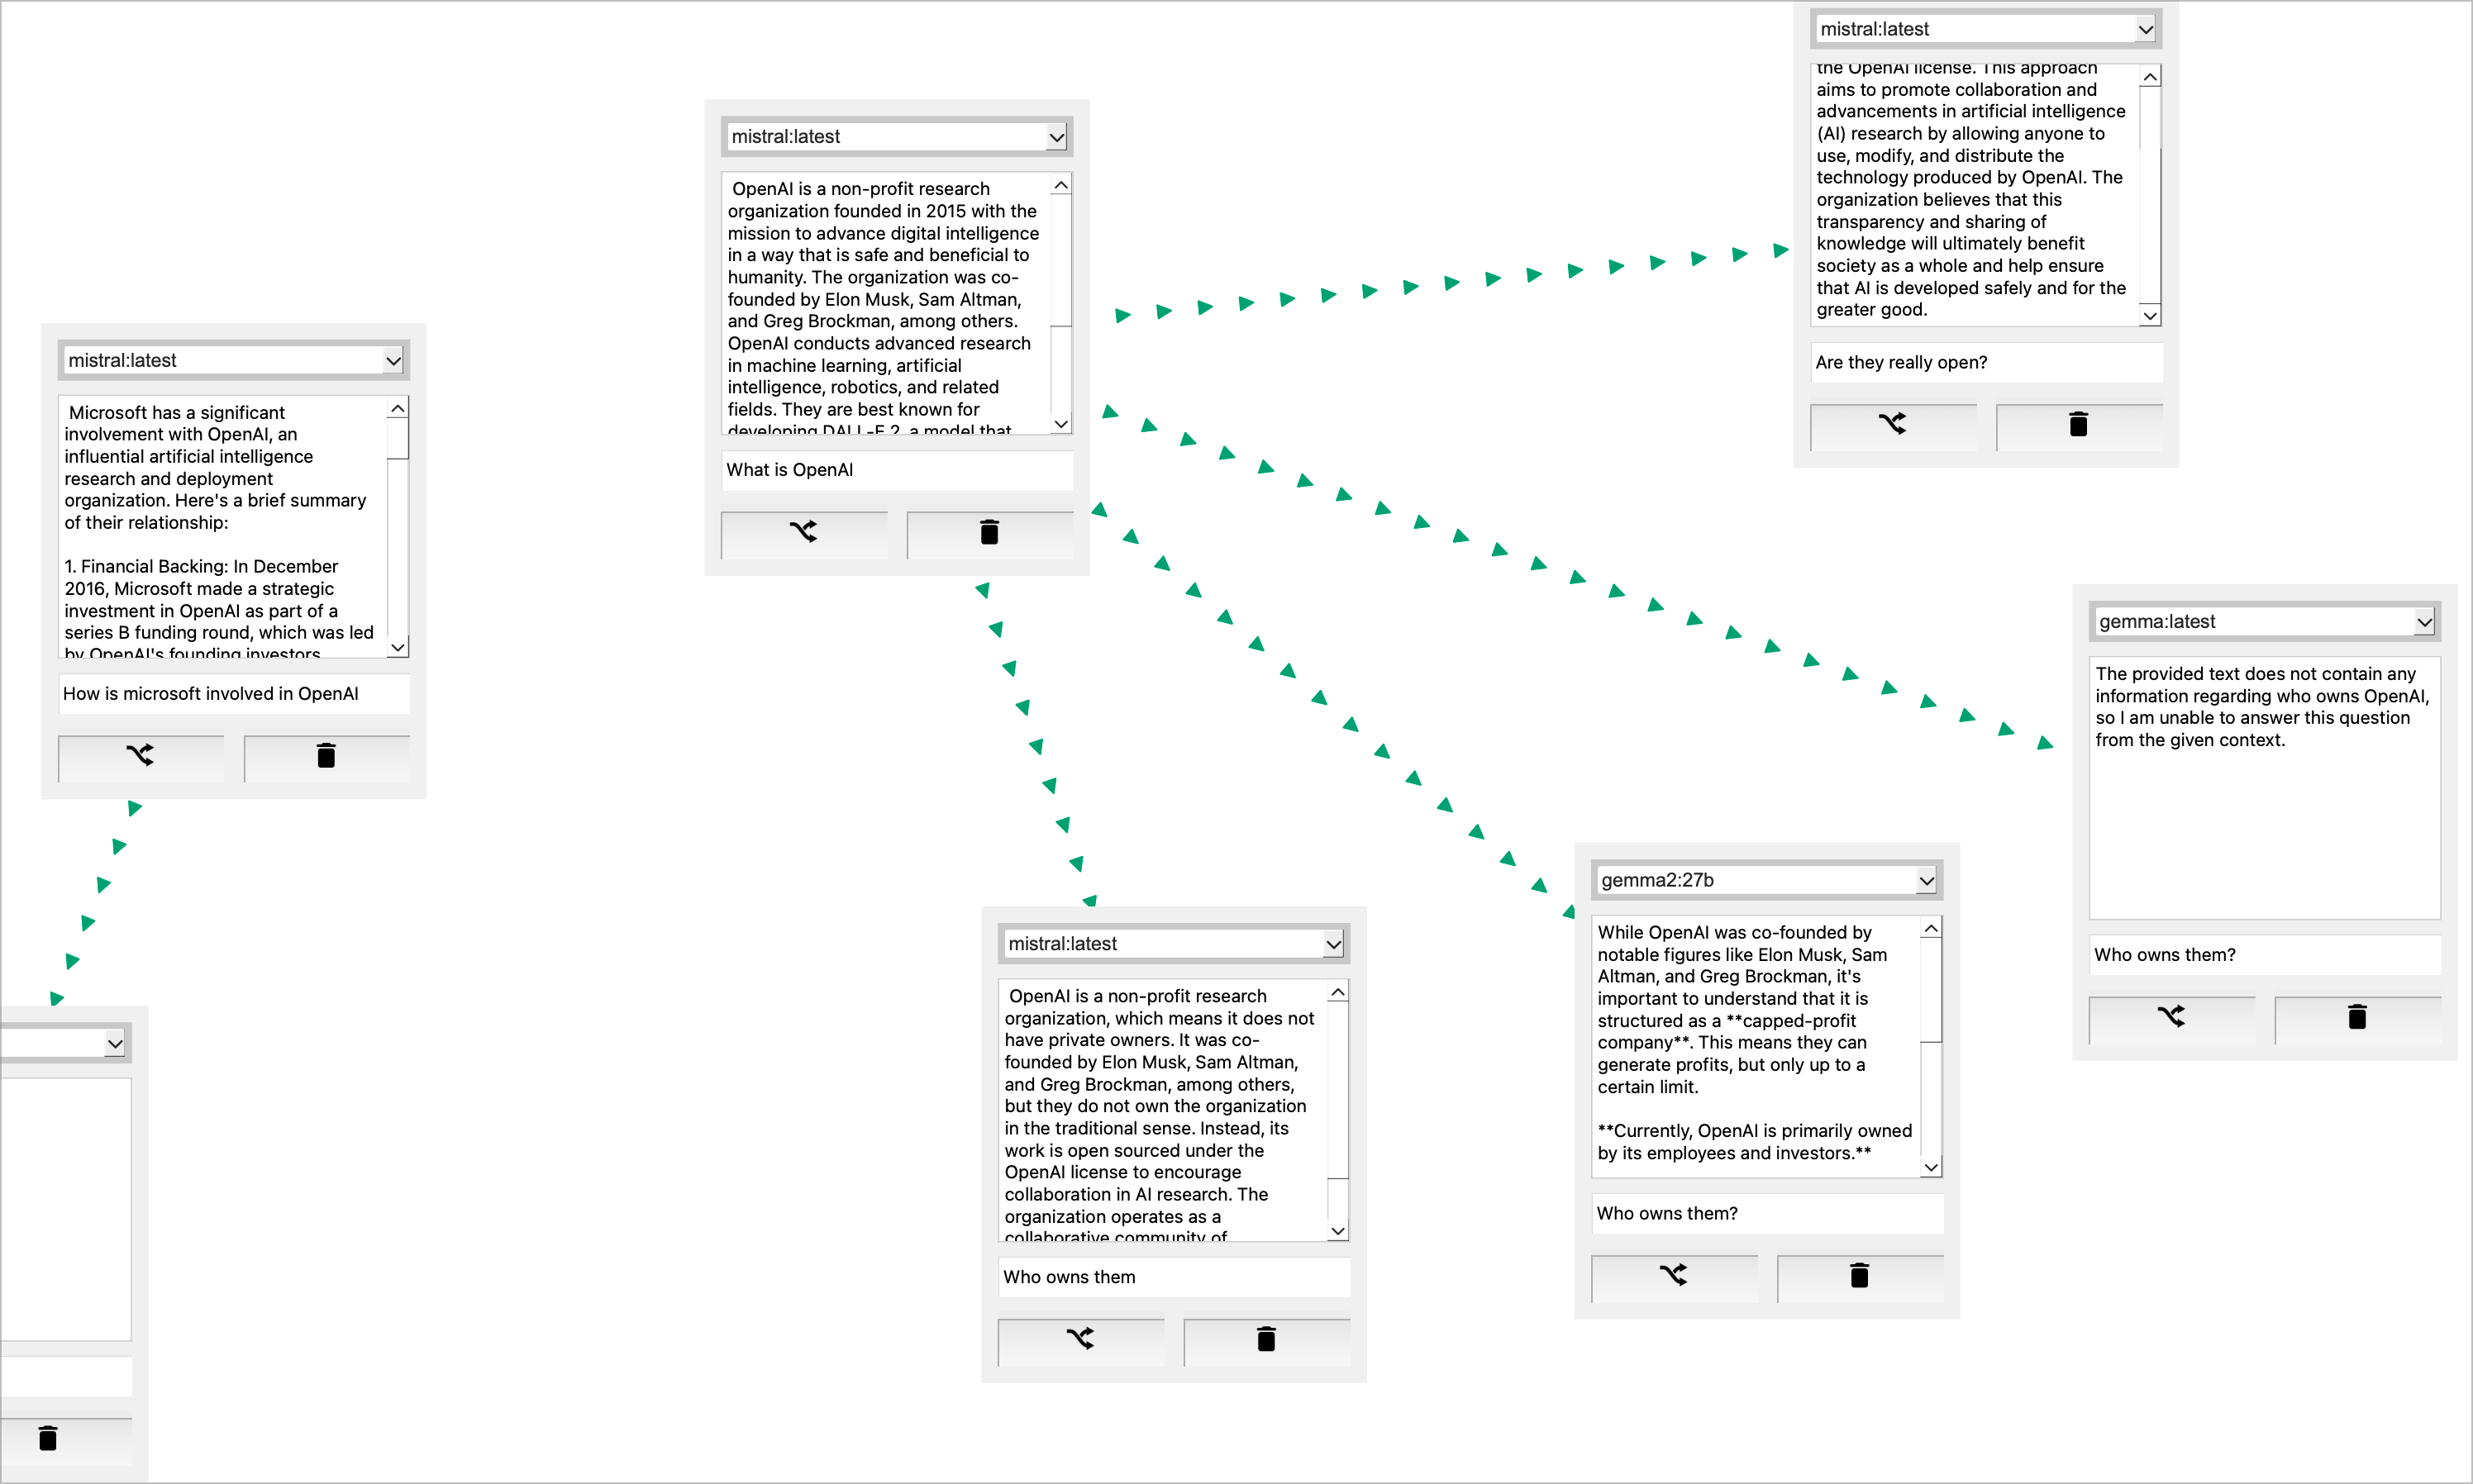 mistral:latest
Microsoft has a significant
involvement with OpenAI, an
influential artificial intelligence
research and deployment
organization. Here's a brief summary
of their relationship:
1. Financial Backing: In December
2016, Microsoft made a strategic
investment in OpenAI as part of a
series B funding round, which was led
by OpenAI's founding investors
How is microsoft involved in OpenAI
mistral:latest
OpenAI is a non-profit research
organization founded in 2015 with the
mission to advance digital intelligence
in a way that is safe and beneficial to
humanity. The organization was co-
founded by Elon Musk, Sam Altman,
and Greg Brockman, among others.
OpenAI conducts advanced research
in machine learning, artificial
intelligence, robotics, and related
fields. They are best known for
developing DALL-E 2, a model that
What is OpenAI
mistral:latest
the OpenAI license. This approach
aims to promote collaboration and
advancements in artificial intelligence
(AI) research by allowing anyone to
use, modify, and distribute the
technology produced by OpenAI. The
organization believes that this
transparency and sharing of
knowledge will ultimately benefit
society as a whole and help ensure
that AI is developed safely and for the
greater good.
Are they really open?
mistral:latest
OpenAI is a non-profit research
organization, which means it does not
have private owners. It was co-
founded by Elon Musk, Sam Altman,
and Greg Brockman, among others,
but they do not own the organization
in the traditional sense. Instead, its
work is open sourced under the
OpenAI license to encourage
collaboration in AI research. The
organization operates as a
collaborative community of
Who owns them
gemma2:27b
While OpenAI was co-founded by
notable figures like Elon Musk, Sam
Altman, and Greg Brockman, it's
important to understand that it is
structured as a **capped-profit
company**. This means they can
generate profits, but only up to a
certain limit.
**Currently, OpenAI is primarily owned
by its employees and investors.**
Who owns them?
gemma:latest
The provided text does not contain any
information regarding who owns OpenAI,
so I am unable to answer this question
from the given context.
Who owns them?